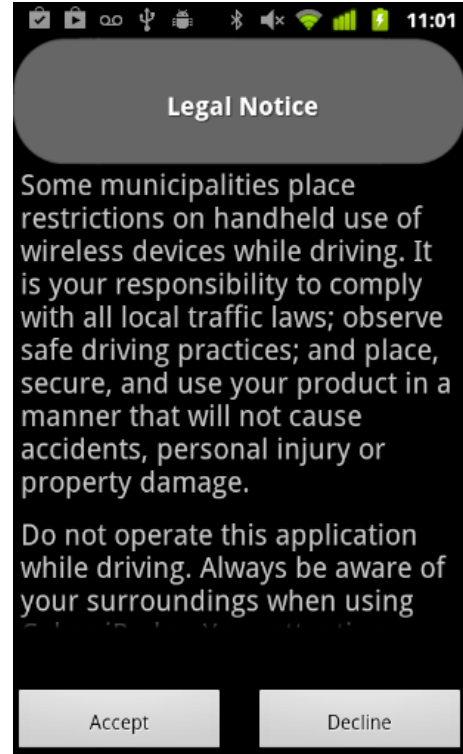 11:01
Legal Notice
Some municipalities place
restrictions on handheld use of
wireless devices while driving. It
is your responsibility to comply
with all local traffic laws; observe
safe driving practices; and place,
secure, and use your product in a
manner that will not cause
accidents, personal injury or
property damage.
Do not operate this application
while driving. Always be aware of
your surroundings when using
Accept Decline